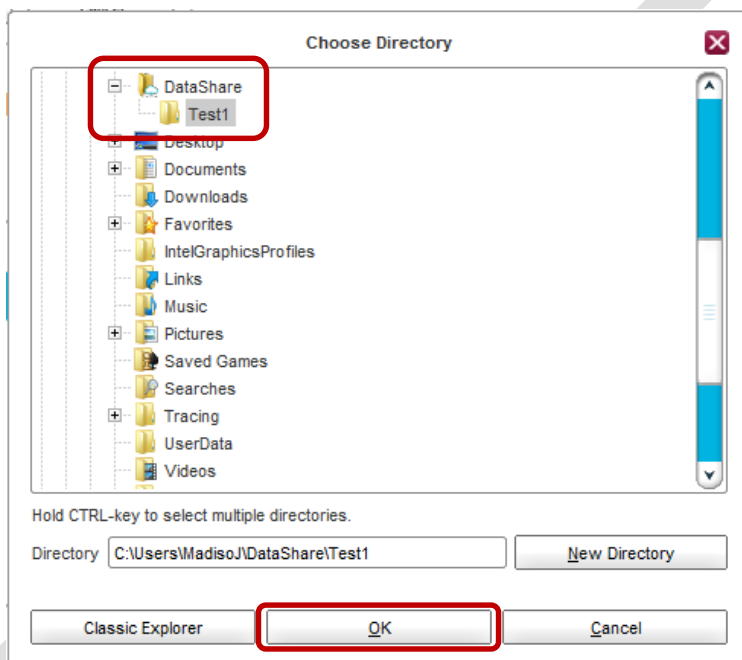 Choose Directory
DataShare
Test1
Desktop
Documents
Downloads
Favorites
IntelGraphicsProfiles
Links
Music
Pictures
Saved Games
Searches
Tracing
UserData
Videos
Hold CTRL-key to select multiple directories.
Directory C:\Users\MadisoJ\DataShare\Test1 New Directory
Classic Explorer OK Cancel